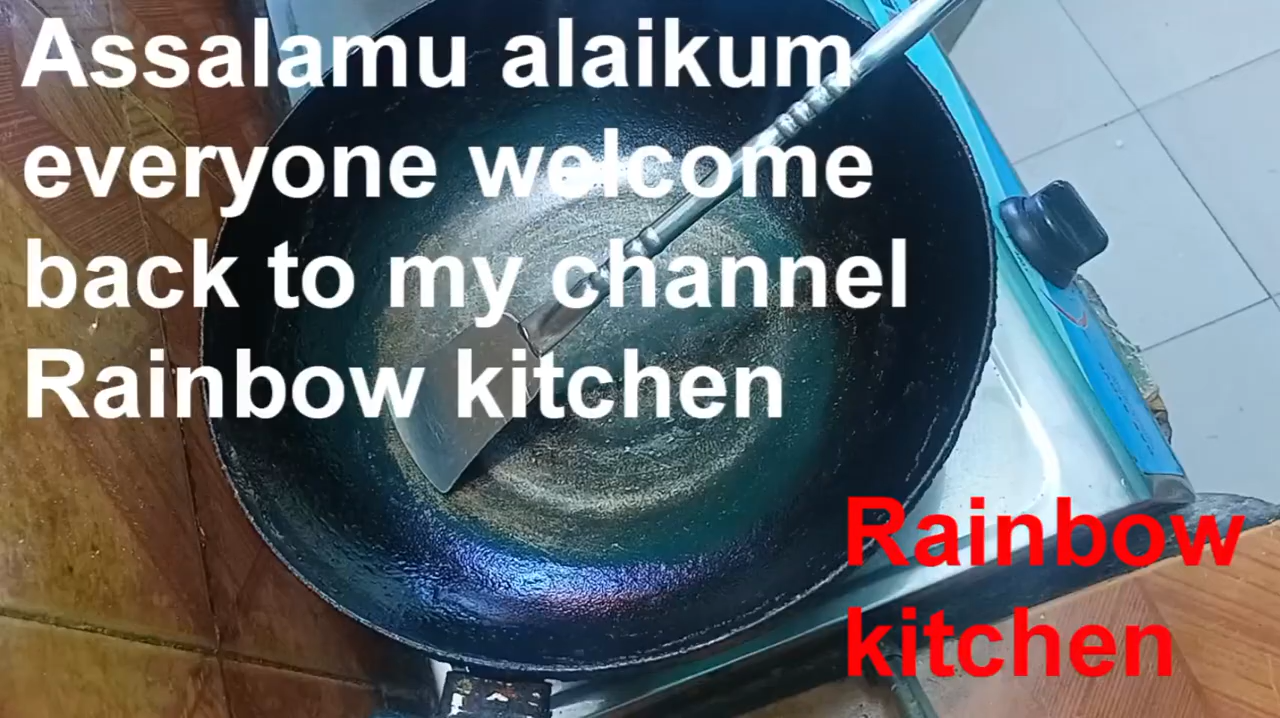 Assalamu alaikum
everyone welcome
back to my channel
Rainbow kitchen
Rainbow
kitchen